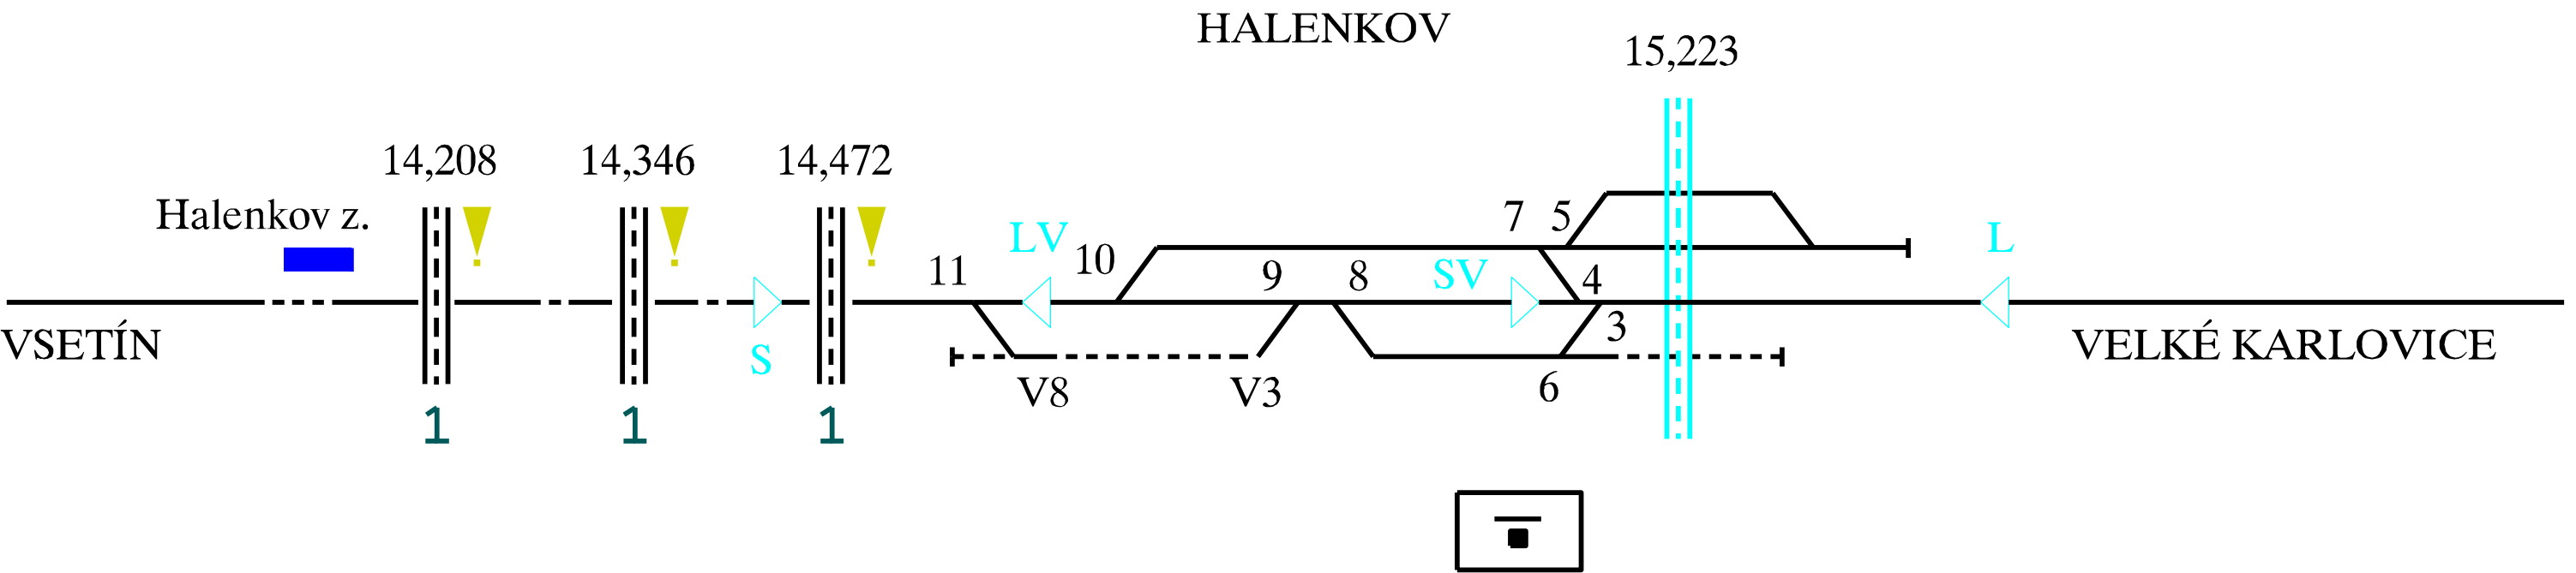 HALENKOV
15,223
14,208
14,346
14,472
Halenkov z.
!
!
!
11
LV
10
9
8
7
5
SV
4
3
L
VSETÍN
S
V8
V3
6
VELKÉ KARLOVICE
1
1
1